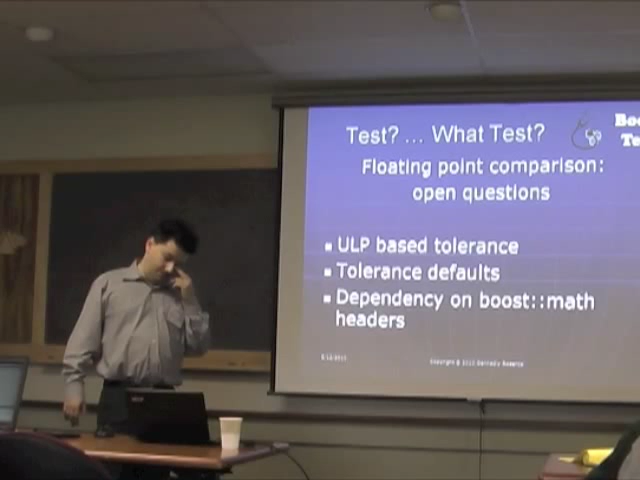 Test? ... What Test?
Floating point comparison:
open questions
▪ ULP based tolerance
▪ Tolerance defaults
▪ Dependency on boost::math
headers